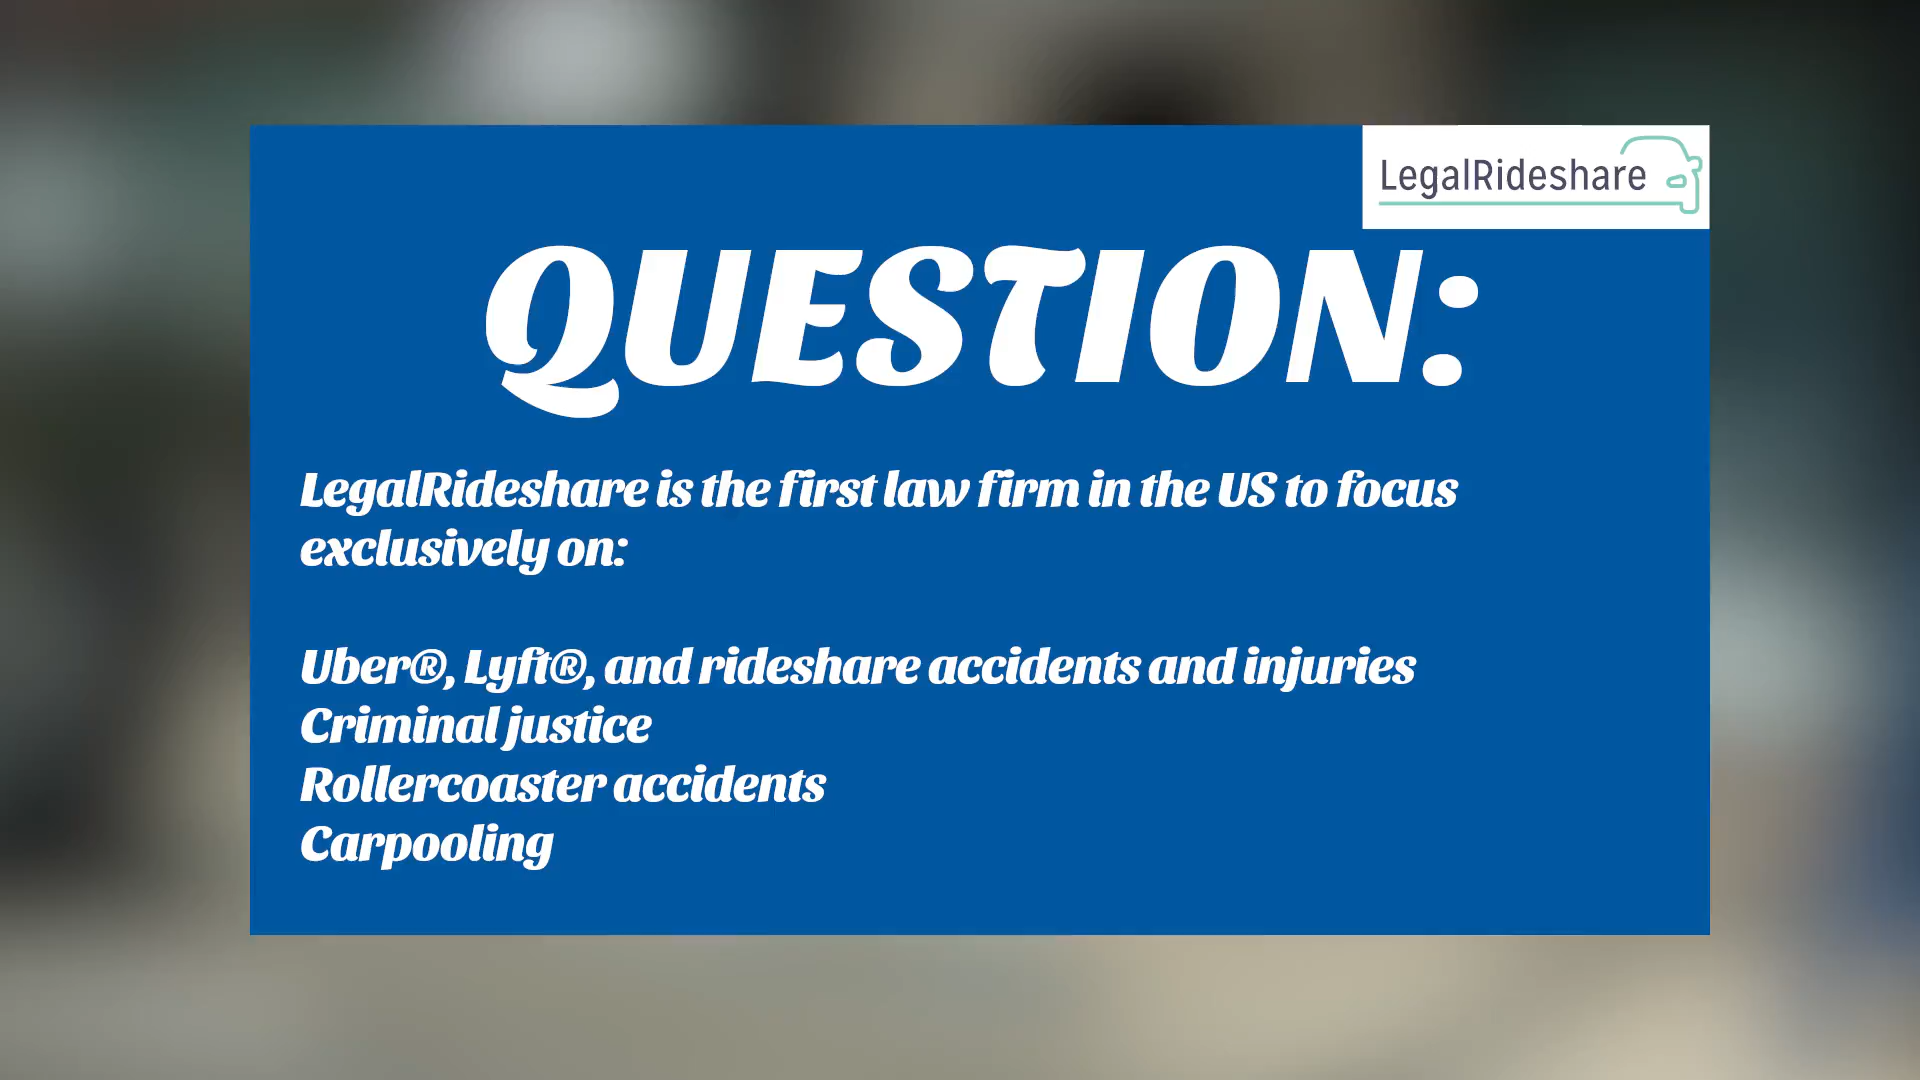 LegalRideshare
QUESTION:
LegalRideshare is the first law firm in the US to focus
exclusively on:
Uber®, Lyft®, and rideshare accidents and injuries
Criminal justice
Rollercoaster accidents
Carpooling